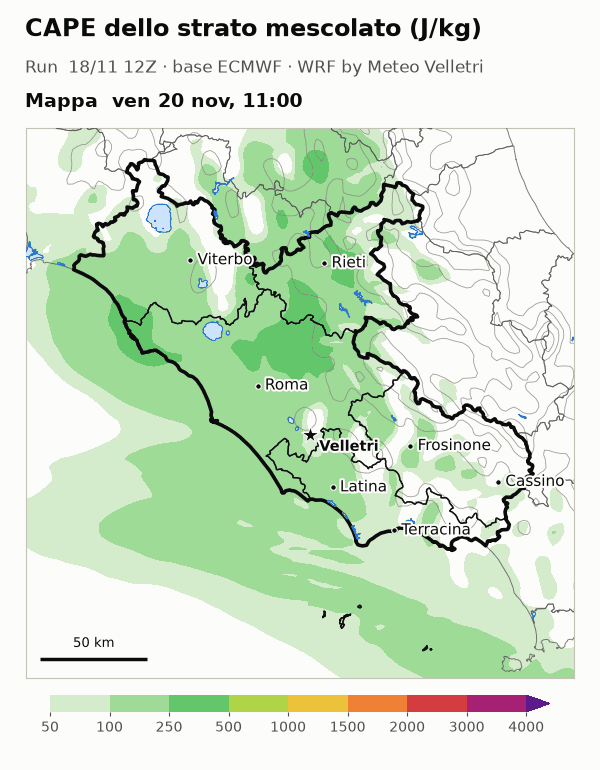 CAPE dello strato mescolato (J/kg)
Run  18/11 12Z · base ECMWF · WRF by Meteo Velletri
Mappa  ven 20 nov, 11:00
Viterbo
Rieti
Roma
Velletri
Frosinone
Latina
Cassino
Terracina
50 km
50 100 250 500 1000 1500 2000 3000 4000